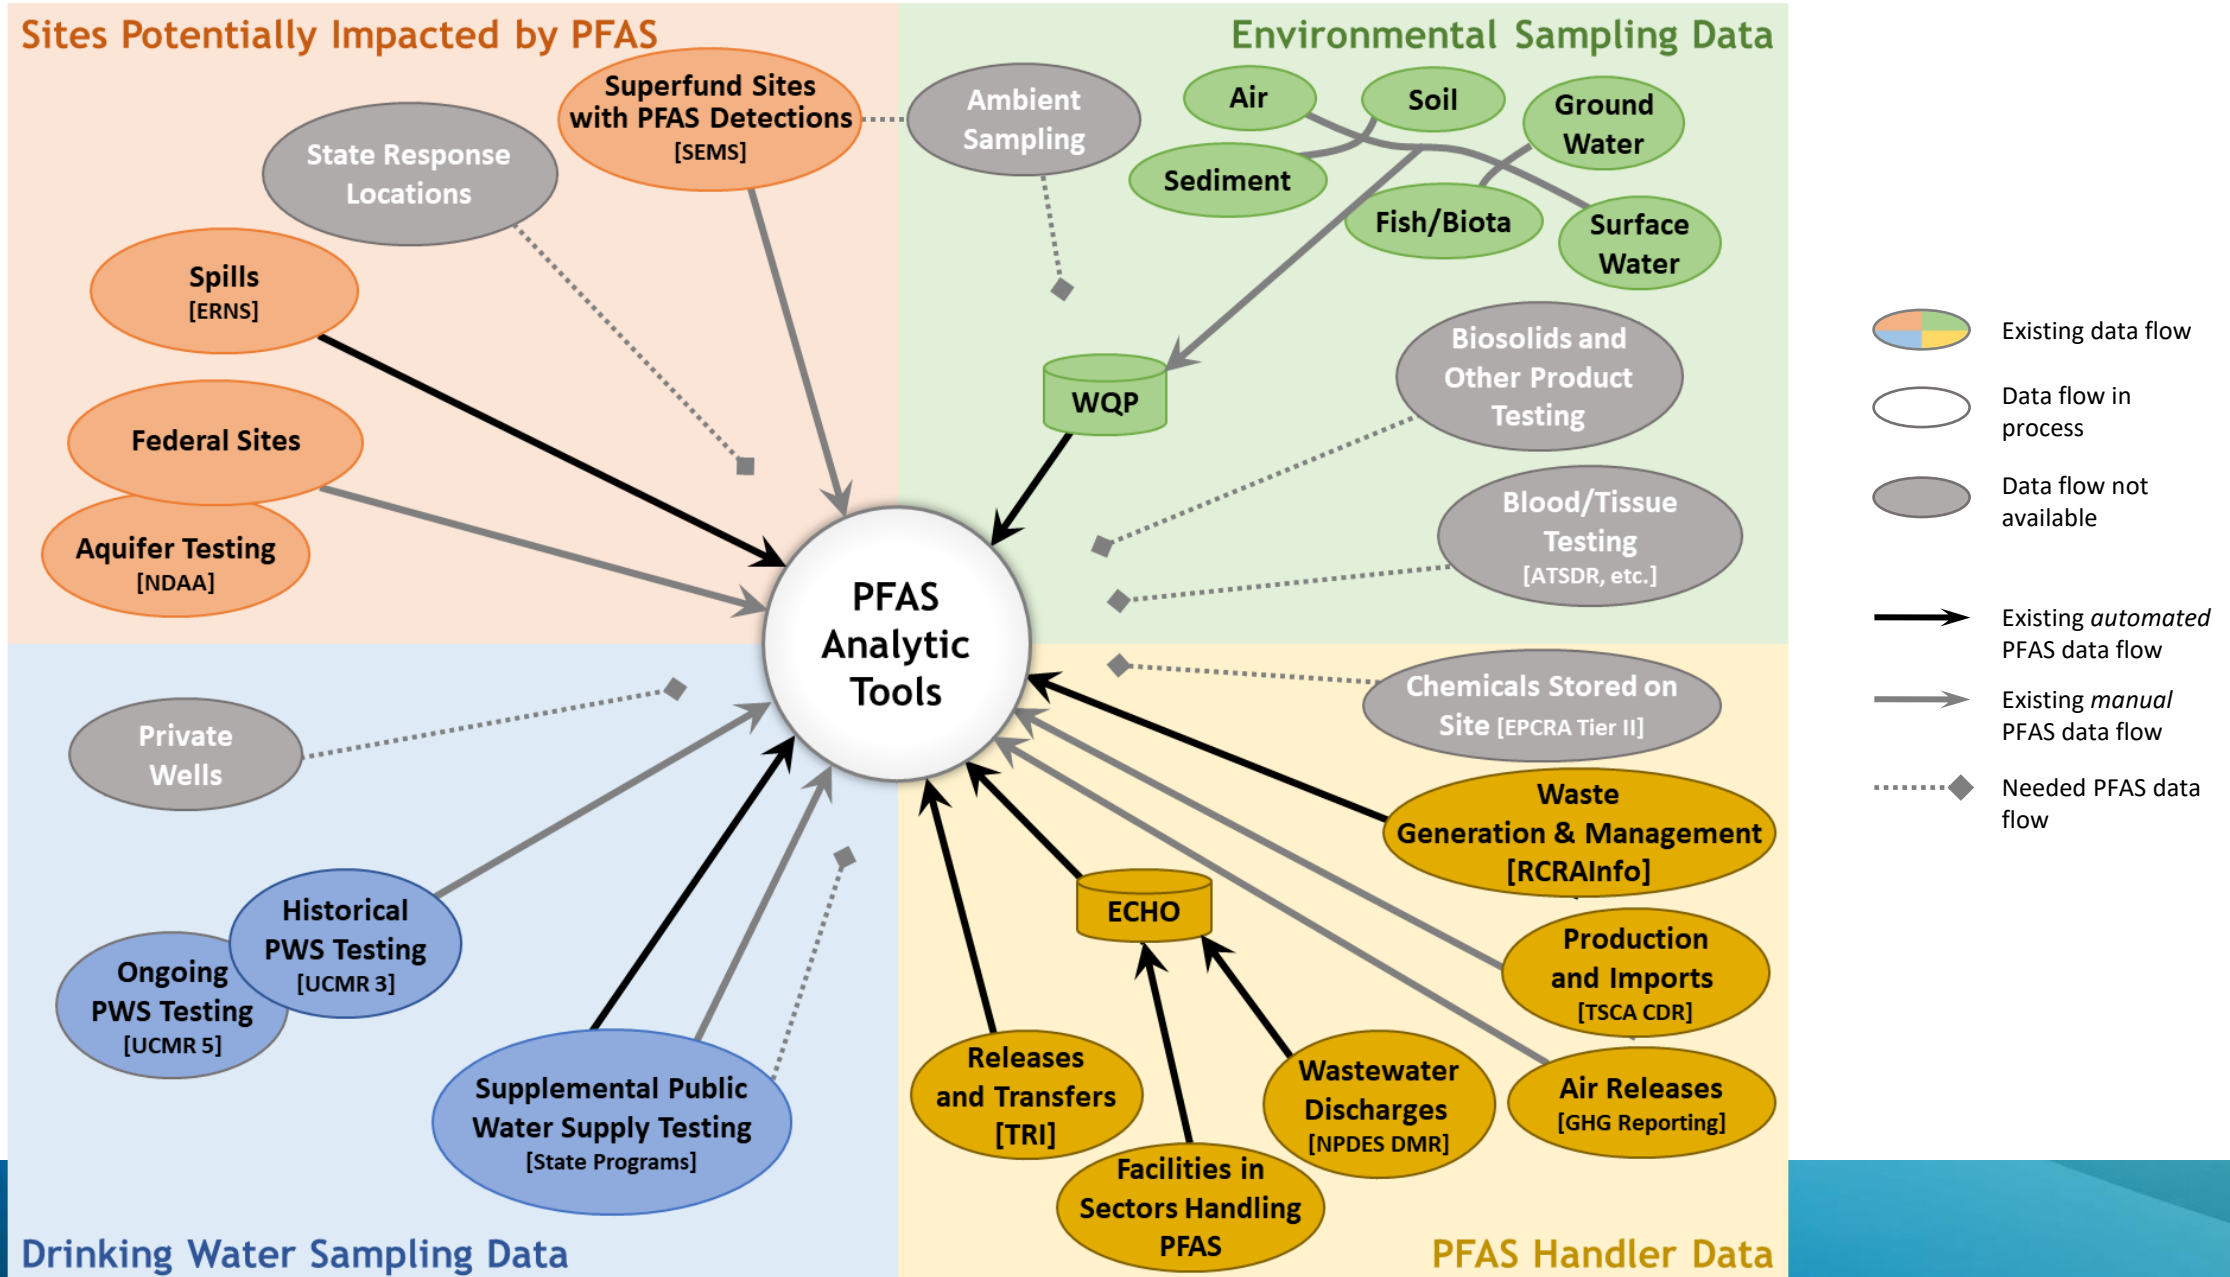 Sites Potentially Impacted by PFAS
Superfund Sites
with PFAS Detections
[SEMS]
State Response
Locations
Spills
[ERNS]
Federal Sites
Aquifer Testing
[NDAA]
Environmental Sampling Data
Ambient
Sampling
Air
Soil
Ground
Water
Sediment
Fish/Biota
Surface
Water
WQP
Biosolids and
Other Product
Testing
Blood/Tissue
Testing
[ATSDR, etc.]
PFAS
Analytic
Tools
Private
Wells
Historical
PWS Testing
[UCMR 3]
Ongoing
PWS Testing
[UCMR 5]
Supplemental Public
Water Supply Testing
[State Programs]
Drinking Water Sampling Data
Chemicals Stored on
Site [EPCRA Tier II]
Waste
Generation & Management
[RCRAInfo]
ECHO
Production
and Imports
[TSCA CDR]
Releases
and Transfers
[TRI]
Wastewater
Discharges
[NPDES DMR]
Air Releases
[GHG Reporting]
Facilities in
Sectors Handling
PFAS
PFAS Handler Data
Existing data flow
Data flow in
process
Data flow not
available
Existing automated
PFAS data flow
Existing manual
PFAS data flow
Needed PFAS data
flow